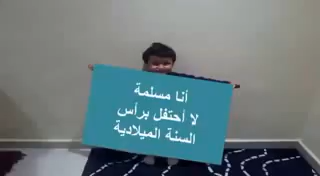 أنا مسلمة
لا أحتفل برأس
السنة الميلادية